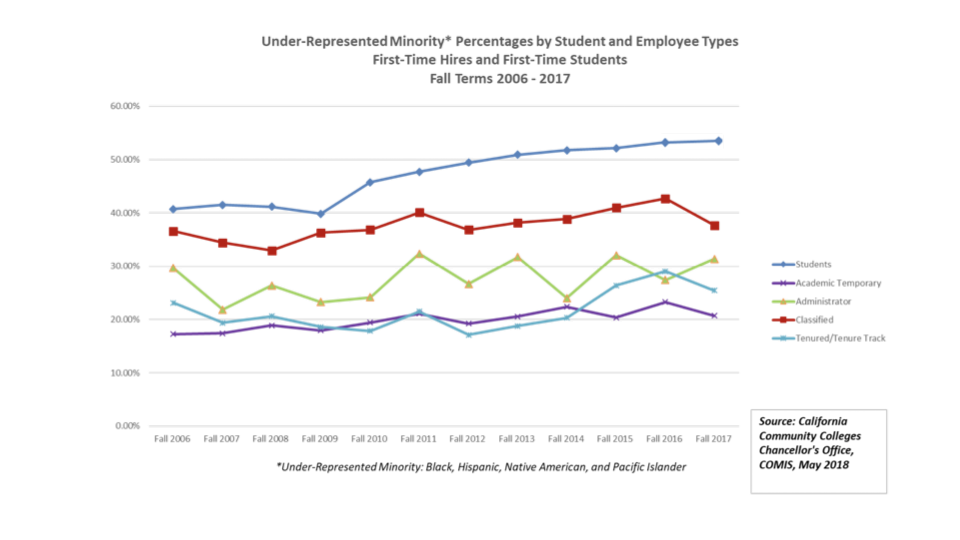 Under-Represented Minority* Percentages by Student and Employee Types
First-Time Hires and First-Time Students
Fall Terms 2006 - 2017
60.00%
50.00%
40.00%
30.00%
20.00%
10.00%
0.00%
Fall 2006 Fall 2007 Fall 2008 Fall 2009 Fall 2010 Fall 2011 Fall 2012 Fall 2013 Fall 2014 Fall 2015 Fall 2016 Fall 2017
Students
Academic Temporary
Administrator
Classified
Tenured/Tenure Track
*Under-Represented Minority: Black, Hispanic, Native American, and Pacific Islander
Source: California
Community Colleges
Chancellor's Office,
COMIS, May 2018